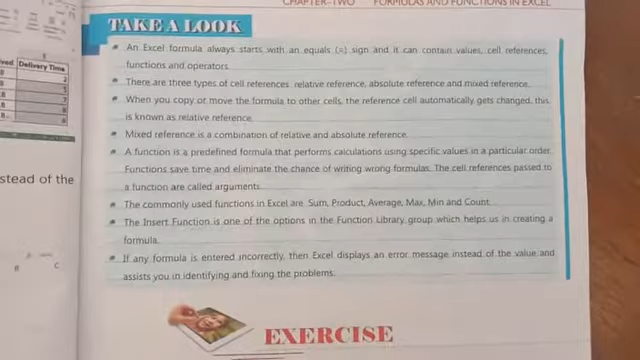 CHAPTER-TWO FORMULAS AND FUNCTIONS IN EXCEL
TAKE A LOOK
An Excel formula always starts with an equals (=) sign and it can contain values, cell references,
functions and operators.
There are three types of cell references: relative reference, absolute reference and mixed reference.
When you copy or move the formula to other cells, the reference cell automatically gets changed, this
is known as relative reference.
Mixed reference is a combination of relative and absolute reference.
A function is a predefined formula that performs calculations using specific values in a particular order.
Functions save time and eliminate the chance of writing wrong formulas. The cell references passed to
a function are called arguments.
The commonly used functions in Excel are Sum, Product, Average, Max, Min and Count.
The Insert Function is one of the options in the Function Library group which helps us in creating a
formula.
If any formula is entered incorrectly, then Excel displays an error message instead of the value and
assists you in identifying and fixing the problems.
EXERCISE
E
Delivery Time
stead of the
B C